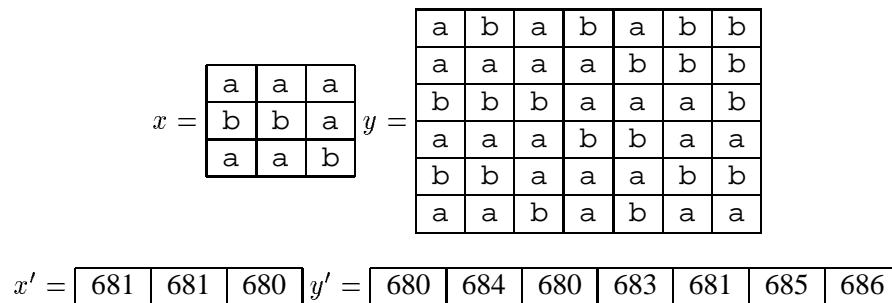 x = y =
a a a
b b a
a a b
a b a b a b b
a a a a b b b
b b b a a a b
a a a b b a a
b b a a a b b
a a b a b a a
x′ = 681 681 680 y′ = 680 684 680 683 681 685 686